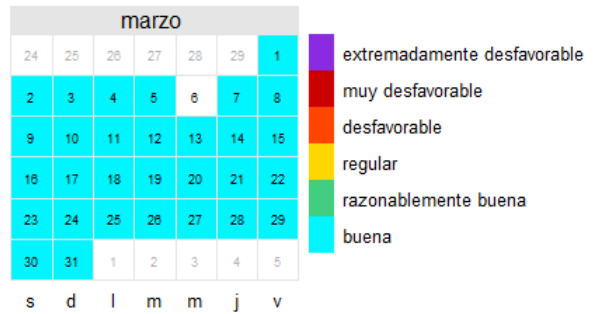 marzo
24 25 26 27 28 29 1
2 3 4 5 6 7 8
9 10 11 12 13 14 15
16 17 18 19 20 21 22
23 24 25 26 27 28 29
30 31 1 2 3 4 5
s d l m m j v
extremadamente desfavorable
muy desfavorable
desfavorable
regular
razonablemente buena
buena